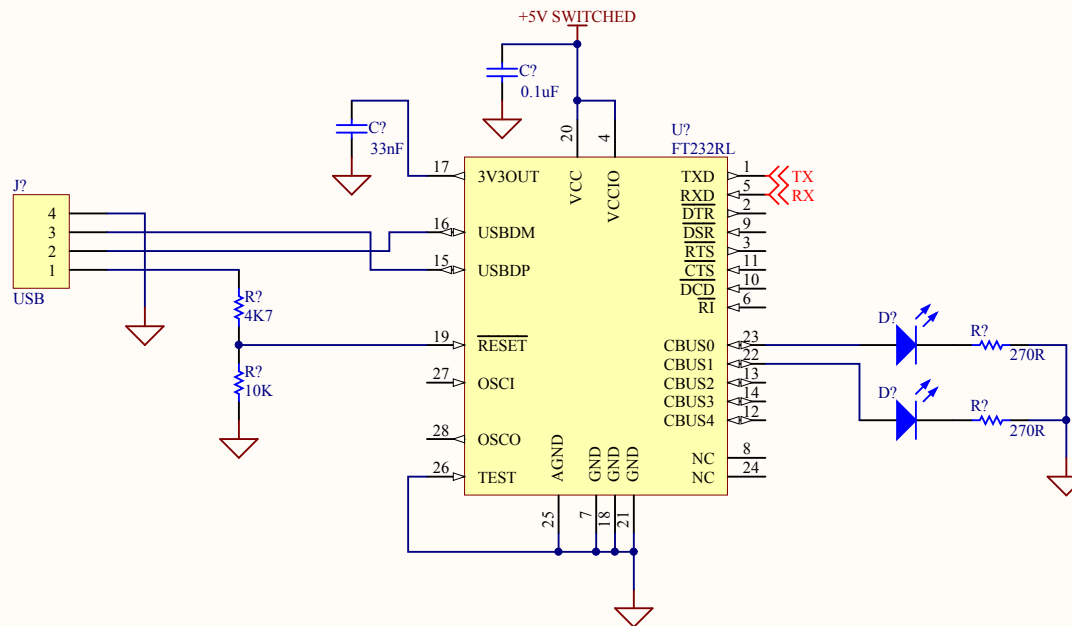 +5V SWITCHED
C?
0.1uF
C?
33nF
20
4
U?
FT232RL
J?
4
3
2
1
USB
R?
4K7
R?
10K
17
3V3OUT
16
USBDM
15
USBDP
19
RESET
27
OSCI
28
OSCO
26
TEST
VCC
VCCIO
TXD
1
TX
RXD
5
RX
DTR
2
DSR
9
RTS
3
CTS
11
DCD
10
RI
6
CBUS0
23
CBUS1
22
CBUS2
13
CBUS3
14
CBUS4
12
NC
8
NC
24
AGND
GND
GND
GND
25
7
18
21
D?
R?
270R
D?
R?
270R